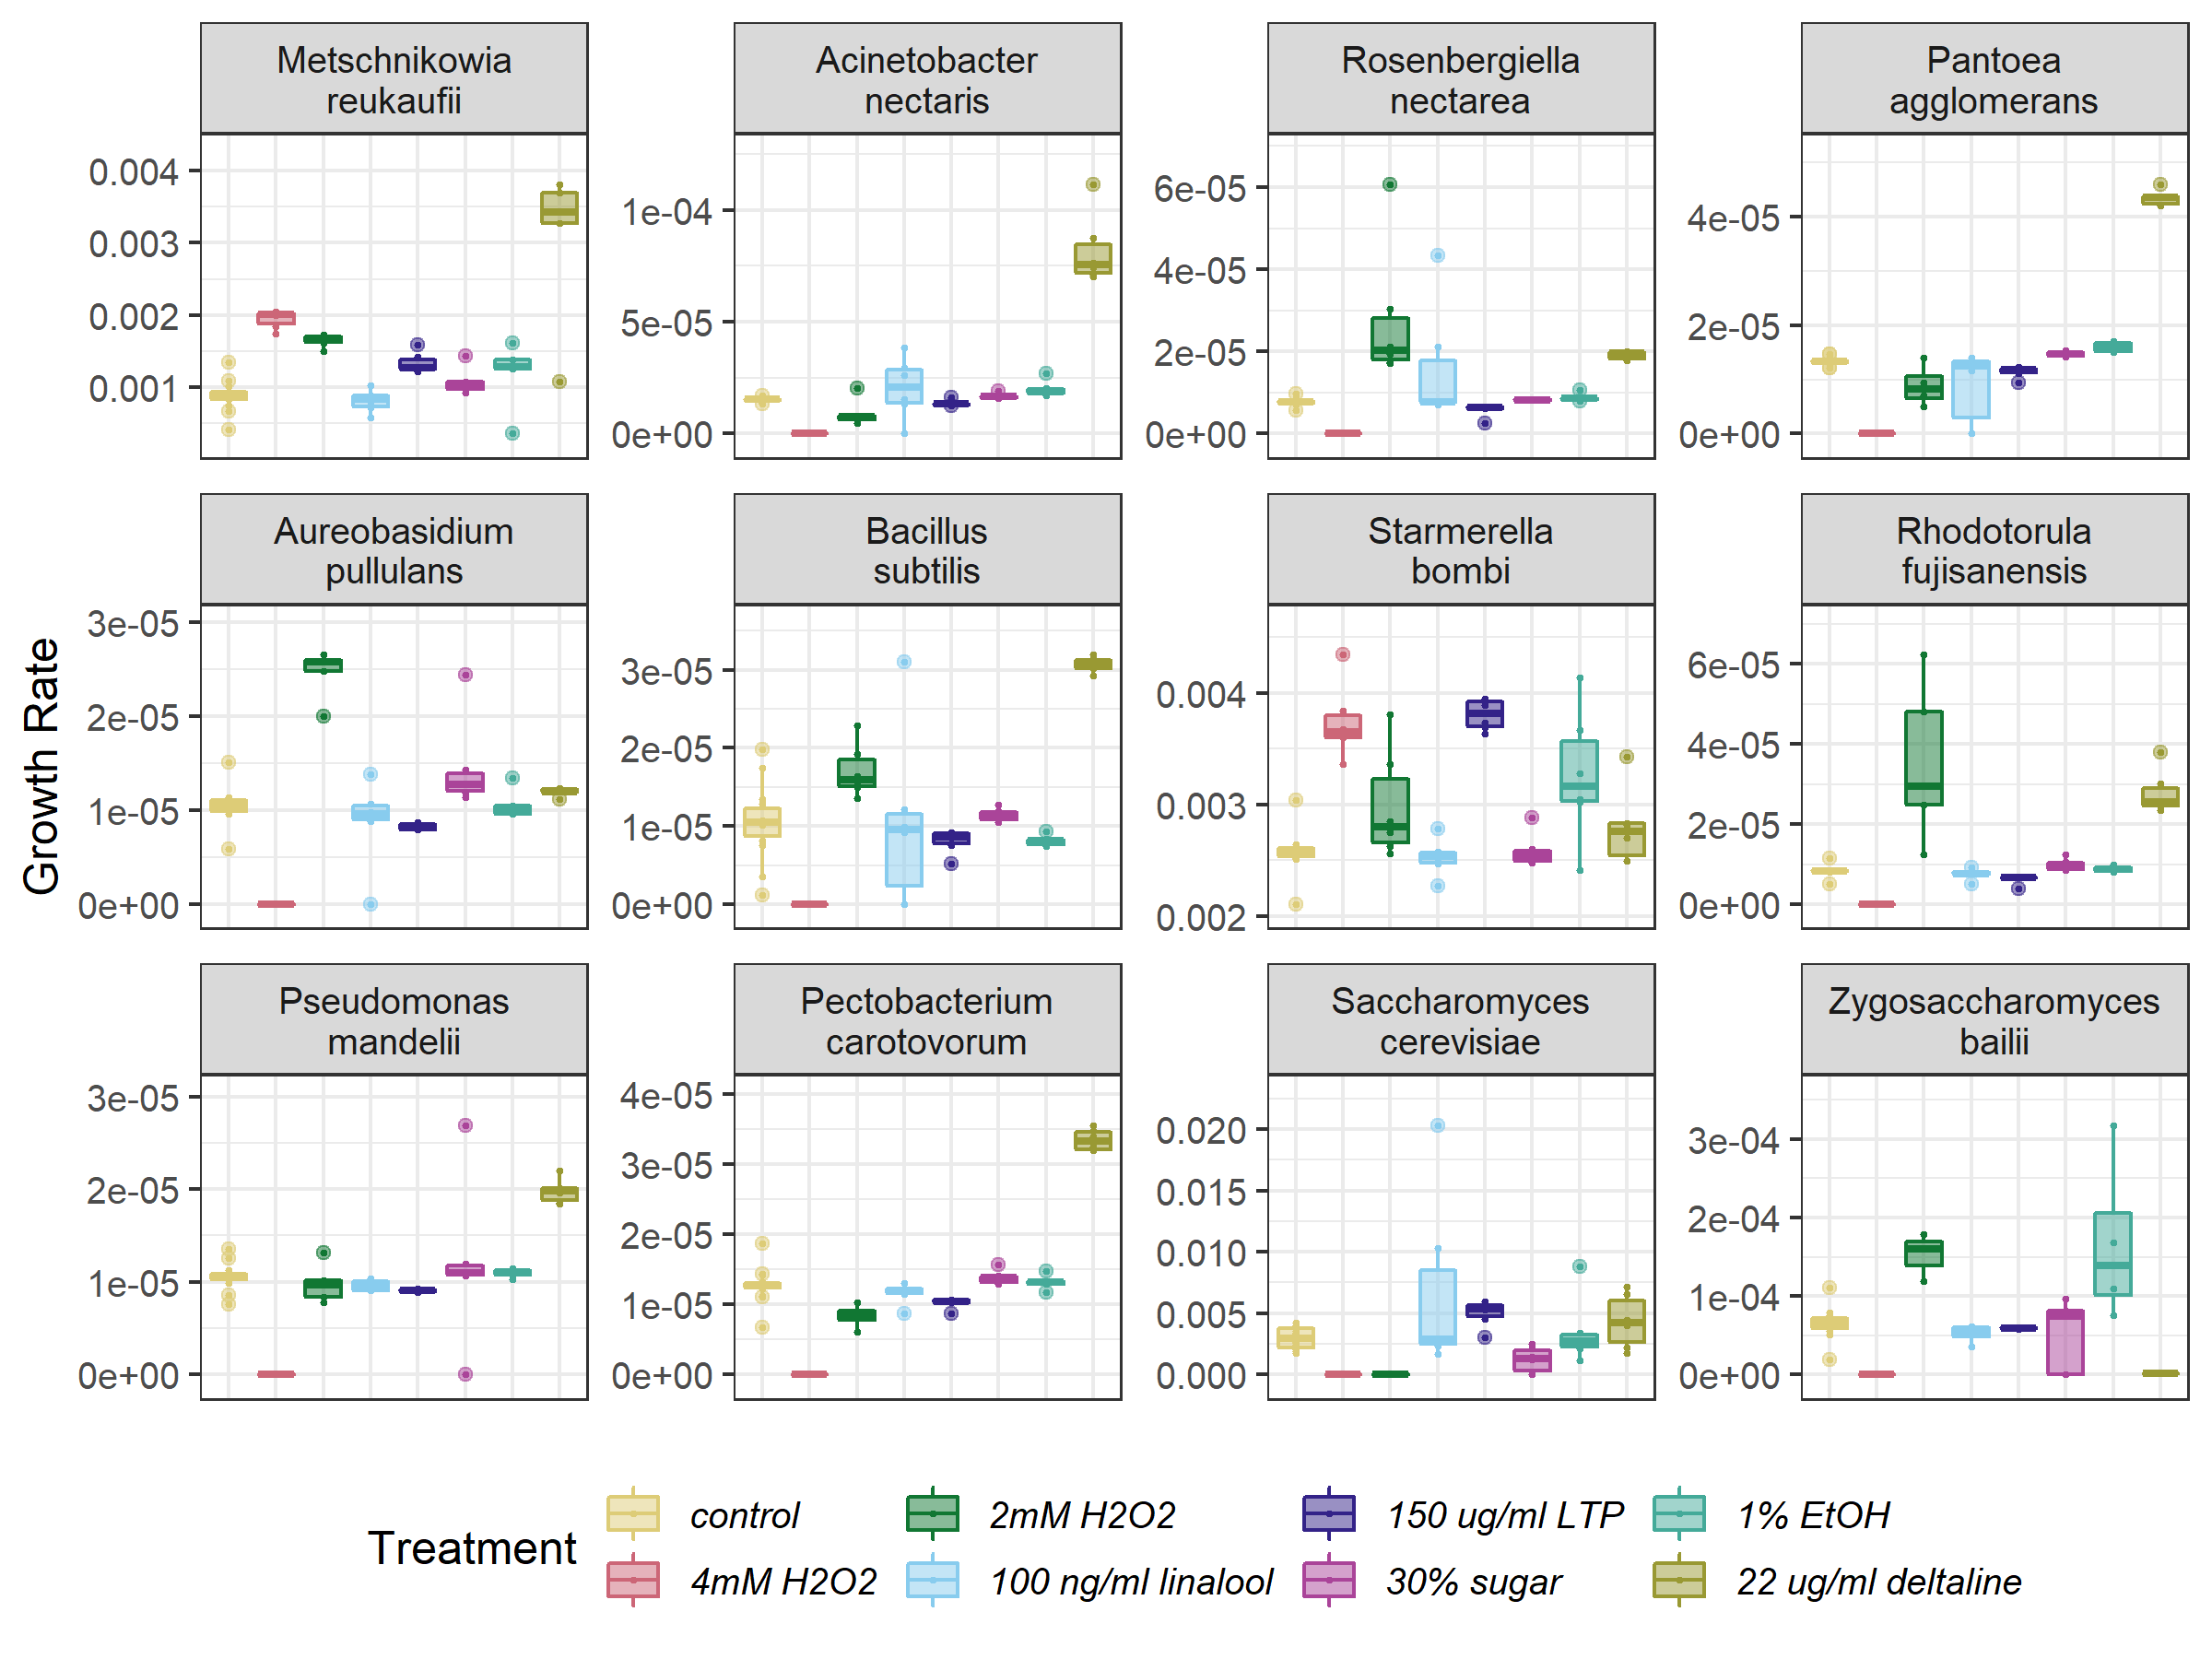 Metschnikowia
reukaufii
Acinetobacter
nectaris
Rosenbergiella
nectarea
Pantoea
agglomerans
0.004
0.003
0.002
0.001
1e-04
5e-05
0e+00
6e-05
4e-05
2e-05
0e+00
4e-05
2e-05
0e+00
Growth Rate
Aureobasidium
pullulans
Bacillus
subtilis
Starmerella
bombi
Rhodotorula
fujisanensis
3e-05
2e-05
1e-05
0e+00
3e-05
2e-05
1e-05
0e+00
0.004
0.003
0.002
6e-05
4e-05
2e-05
0e+00
Pseudomonas
mandelii
Pectobacterium
carotovorum
Saccharomyces
cerevisiae
Zygosaccharomyces
bailii
3e-05
2e-05
1e-05
0e+00
4e-05
3e-05
2e-05
1e-05
0e+00
0.020
0.015
0.010
0.005
0.000
3e-04
2e-04
1e-04
0e+00
Treatment
control
4mM H2O2
2mM H2O2
100 ng/ml linalool
150 ug/ml LTP
30% sugar
1% EtOH
22 ug/ml deltaline